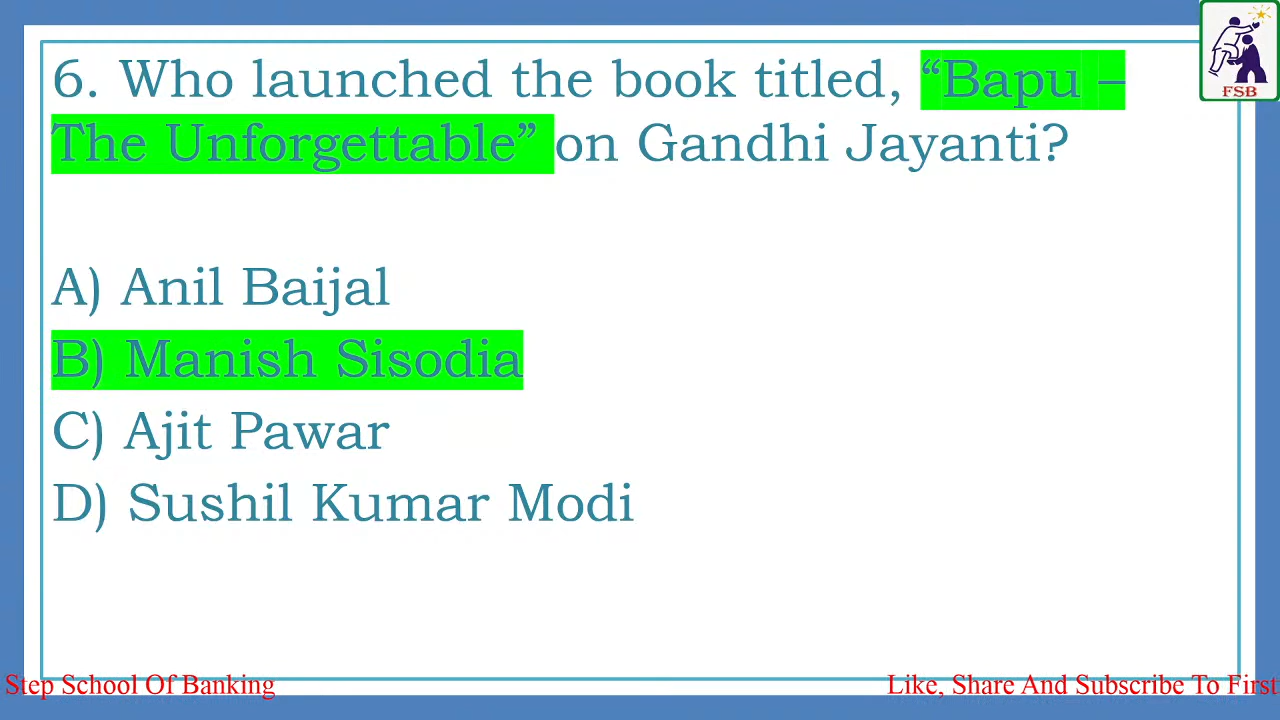 FSB
6. Who launched the book titled, “Bapu –
The Unforgettable” on Gandhi Jayanti?
A) Anil Baijal
B) Manish Sisodia
C) Ajit Pawar
D) Sushil Kumar Modi
Step School Of Banking
Like, Share And Subscribe To First